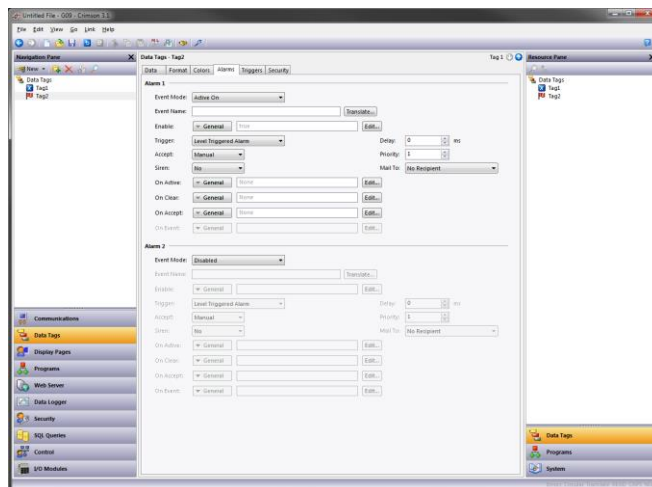 Untitled File - G09 - Crimson 3.1
File Edit View Go Link Help
Navigation Pane X
New
Data Tags
Tag1
Tag2
Communications
Data Tags
Display Pages
Programs
Web Server
Data Logger
Security
SQL Queries
Control
I/O Modules
Data Tags - Tag2 Tag 1
Data Format Colors Alarms Triggers Security
Alarm 1
Event Mode: Active On
Event Name: Translate...
Enable: General True Edit...
Trigger: Level Triggered Alarm Delay: 0 ms
Accept: Manual Priority: 1
Siren: No Mail To: No Recipient
On Active: General None Edit...
On Clear: General None Edit...
On Accept: General None Edit...
On Event: General Edit...
Alarm 2
Event Mode: Disabled
Event Name: Translate...
Enable: General Edit...
Trigger: Level Triggered Alarm Delay: 0 ms
Accept: Manual Priority: 1
Siren: No Mail To: No Recipient
On Active: General Edit...
On Clear: General Edit...
On Accept: General Edit...
On Event: General Edit...
Resource Pane X
Data Tags
Tag1
Tag2
Data Tags
Programs
System